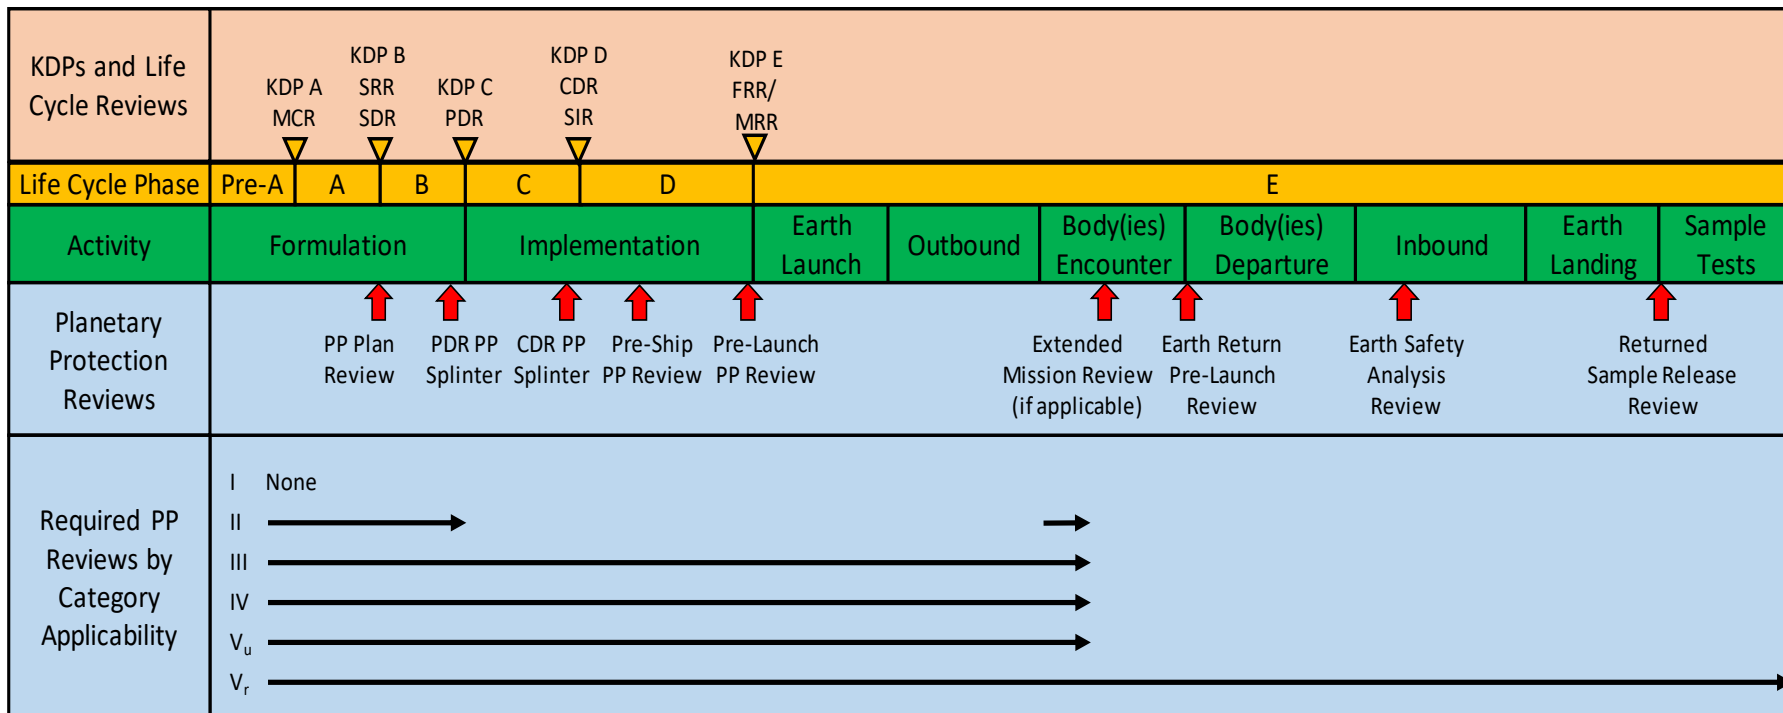 KDPs and Life
Cycle Reviews
KDP A
MCR
KDP B
SRR
SDR
KDP C
PDR
KDP D
CDR
SIR
KDP E
FRR/
MRR
Life Cycle Phase
Pre-A
A
B
C
D
E
Activity
Formulation
Implementation
Earth
Launch
Outbound
Body(ies)
Encounter
Body(ies)
Departure
Inbound
Earth
Landing
Sample
Tests
Planetary
Protection
Reviews
PP Plan
Review
PDR PP
Splinter
CDR PP
Splinter
Pre-Ship
PP Review
Pre-Launch
PP Review
Extended
Mission Review
(if applicable)
Earth Return
Pre-Launch
Review
Earth Safety
Analysis
Review
Returned
Sample Release
Review
Required PP
Reviews by
Category
Applicability
I None
II
III
IV
Vu
Vr